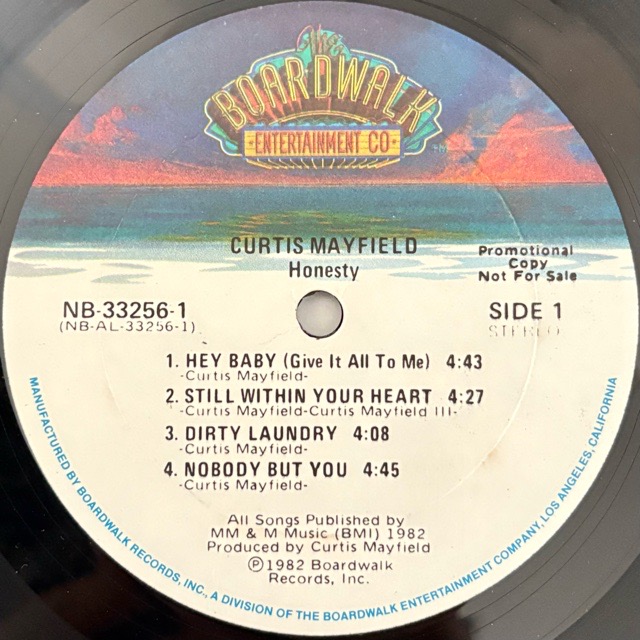 The
BOARDWALK
ENTERTAINMENT CO
CURTIS MAYFIELD
Honesty
Promotional
Copy
Not For Sale
NB-33256-1
(NB-AL-33256-1)
SIDE 1
STEREO
1. HEY BABY (Give It All To Me) 4:43
-Curtis Mayfield-
2. STILL WITHIN YOUR HEART 4:27
-Curtis Mayfield-Curtis Mayfield III-
3. DIRTY LAUNDRY 4:08
-Curtis Mayfield-
4. NOBODY BUT YOU 4:45
-Curtis Mayfield-
All Songs Published by
MM & M Music (BMI) 1982
Produced by Curtis Mayfield
℗1982 Boardwalk
Records, Inc.
MANUFACTURED BY BOARDWALK RECORDS, INC., A DIVISION OF THE BOARDWALK ENTERTAINMENT COMPANY, LOS ANGELES, CALIFORNIA